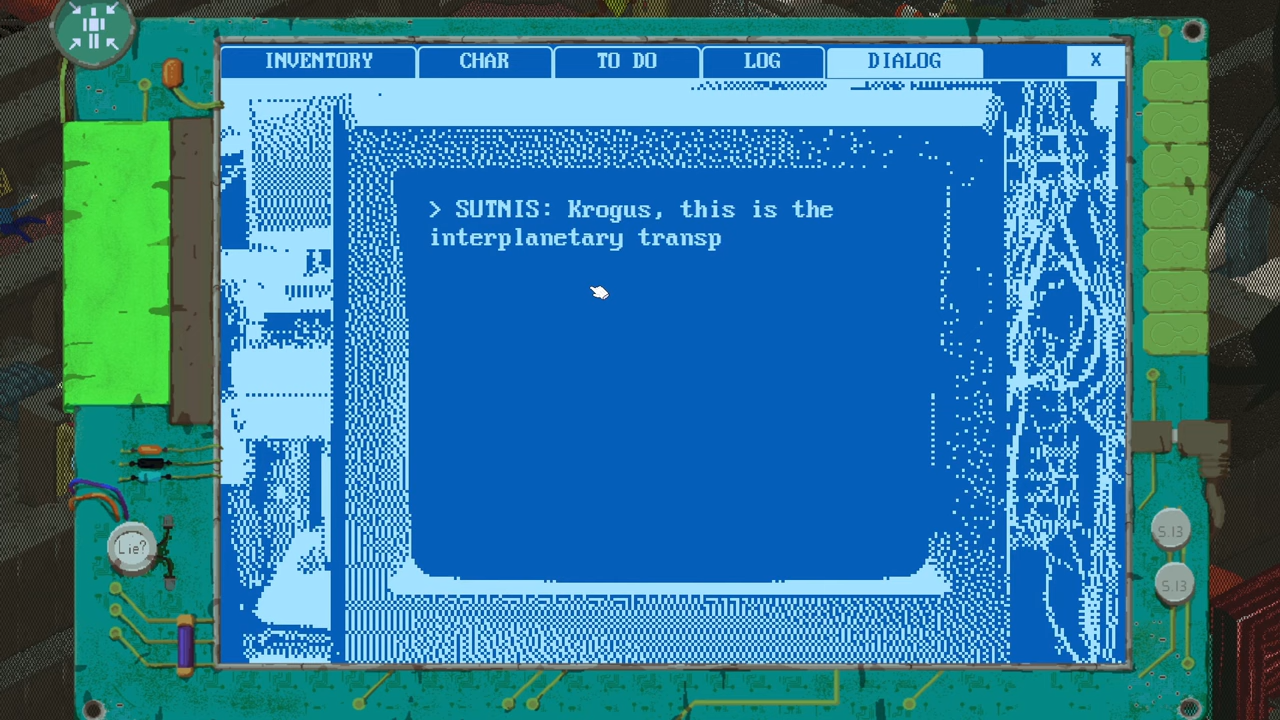 INVENTORY CHAR TO DO LOG DIALOG X
> SUTNIS: Krogus, this is the
interplanetary transp
Lie?
S.13
S.13